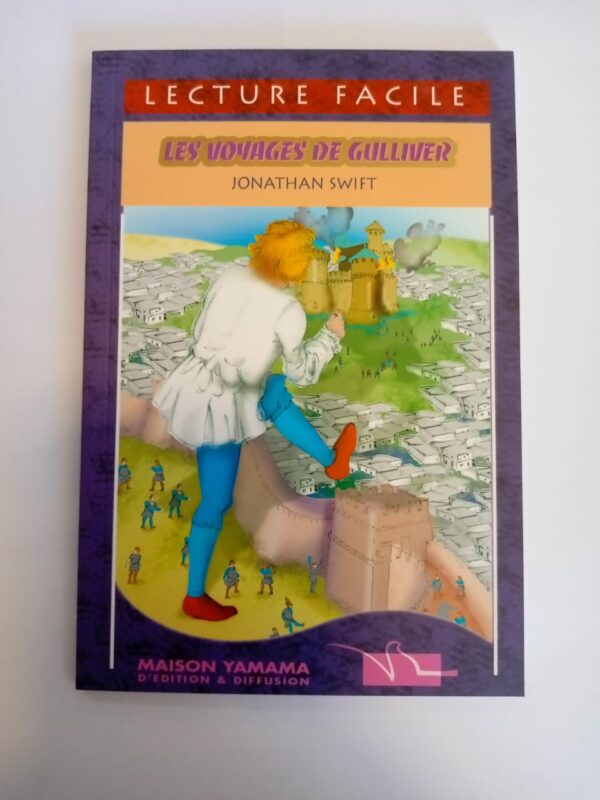 LECTURE FACILE
LES VOYAGES DE GULLIVER
JONATHAN SWIFT
MAISON YAMAMA
D'EDITION & DIFFUSION